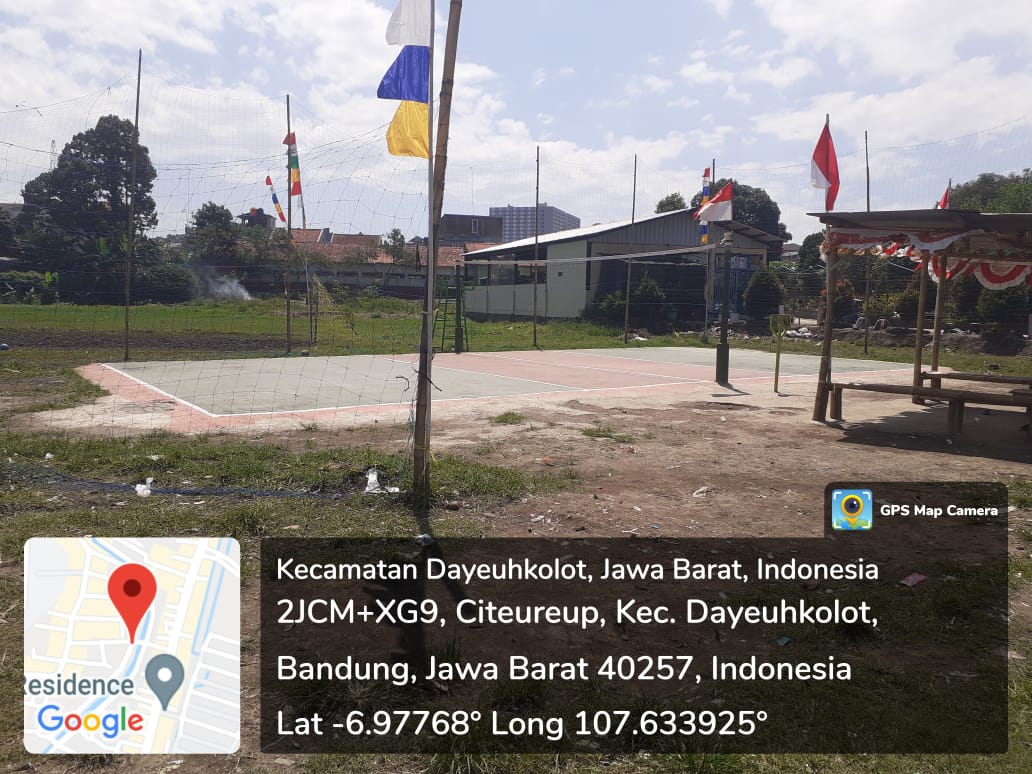 GPS Map Camera
Kecamatan Dayeuhkolot, Jawa Barat, Indonesia
2JCM+XG9, Citeureup, Kec. Dayeuhkolot,
Bandung, Jawa Barat 40257, Indonesia
Lat -6.97768° Long 107.633925°
esidence
Google